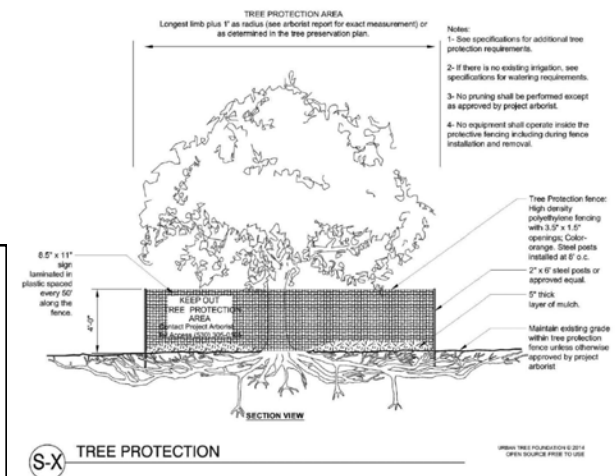 TREE PROTECTION AREA
Longest limb plus 1" as radius (see arborist report for exact measurement) or
as determined in the tree preservation plan.
Notes:
1- See specifications for additional tree
protection requirements.
2- If there is no existing irrigation, see
specifications for watering requirements.
3- No pruning shall be performed except
as approved by project arborist.
4- No equipment shall operate inside the
protective fencing including during fence
installation and removal.
8.5" x 11"
sign
laminated in
plastic spaced
every 50'
along the
fence.
4'-0"
KEEP OUT
TREE PROTECTION
AREA
Contact Project Arborist
for Access (530)
Tree Protection fence:
High density
polyethylene fencing
with 3.5" x 1.5"
openings; Color-
orange. Steel posts
installed at 8' o.c.
2" x 6' steel posts or
approved equal.
5" thick
layer of mulch.
Maintain existing grade
within tree protection
fence unless otherwise
approved by project
arborist
SECTION VIEW
S-X
TREE PROTECTION
URBAN TREE FOUNDATION © 2014
OPEN SOURCE FREE TO USE